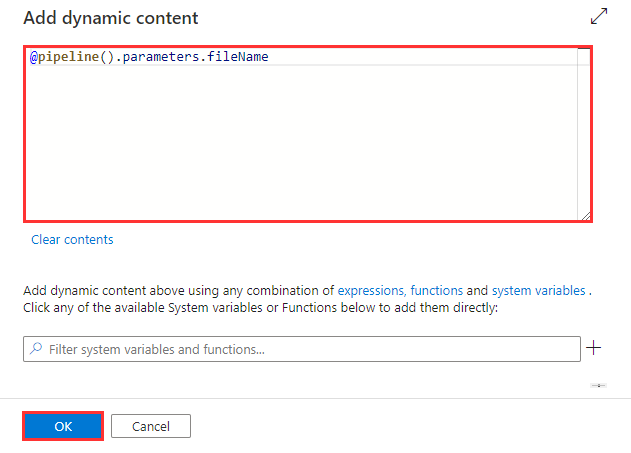 Add dynamic content
@pipeline().parameters.fileName
Clear contents
Add dynamic content above using any combination of expressions, functions and system variables .
Click any of the available System variables or Functions below to add them directly:
Filter system variables and functions...
OK
Cancel